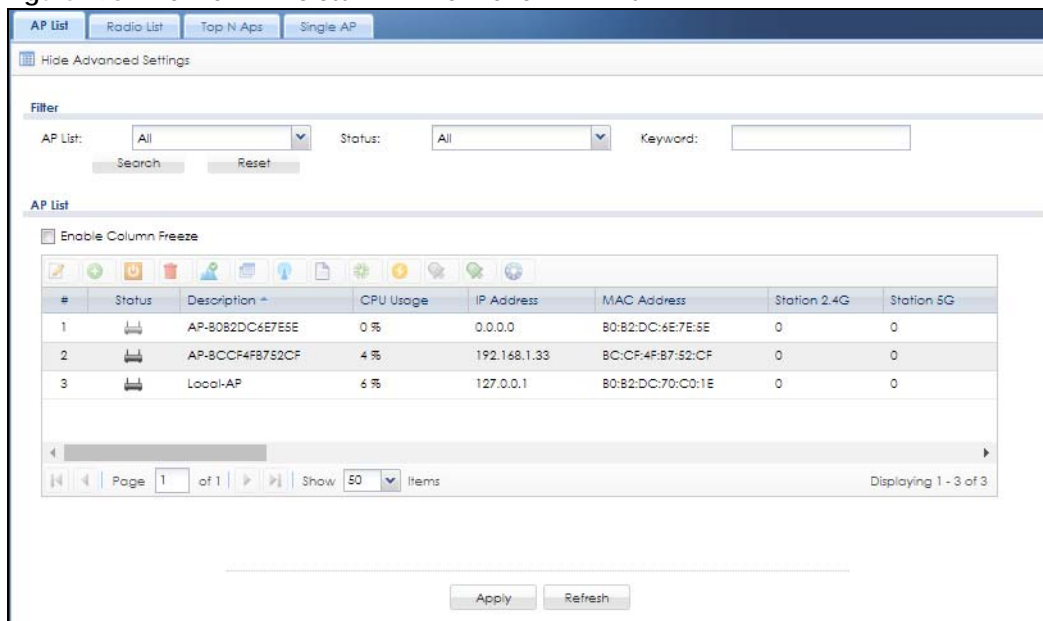 AP List Radio List Top N Aps Single AP
Hide Advanced Settings
Filter
AP List: All Status: All Keyword:
Search Reset
AP List
Enable Column Freeze
# Status Description CPU Usage IP Address MAC Address Station 2.4G Station 5G
1 AP-B0B2DC6E7E5E 0 % 0.0.0.0 B0:B2:DC:6E:7E:5E 0 0
2 AP-BCCF4FB752CF 4 % 192.168.1.33 BC:CF:4F:B7:52:CF 0 0
3 Local-AP 6 % 127.0.0.1 B0:B2:DC:70:C0:1E 0 0
Page 1 of 1 Show 50 Items Displaying 1 - 3 of 3
Apply Refresh